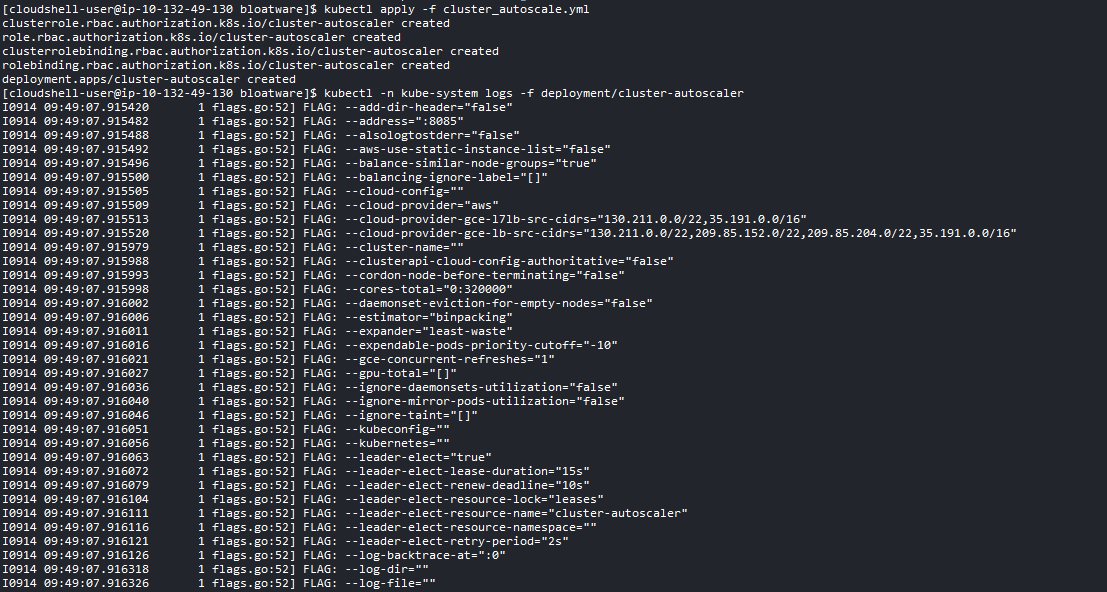 [cloudshell-user@ip-10-132-49-130 bloatware]$ kubectl apply -f cluster_autoscale.yml
clusterrole.rbac.authorization.k8s.io/cluster-autoscaler created
role.rbac.authorization.k8s.io/cluster-autoscaler created
clusterrolebinding.rbac.authorization.k8s.io/cluster-autoscaler created
rolebinding.rbac.authorization.k8s.io/cluster-autoscaler created
deployment.apps/cluster-autoscaler created
[cloudshell-user@ip-10-132-49-130 bloatware]$ kubectl -n kube-system logs -f deployment/cluster-autoscaler
I0914 09:49:07.915420       1 flags.go:52] FLAG: --add-dir-header="false"
I0914 09:49:07.915482       1 flags.go:52] FLAG: --address=":8085"
I0914 09:49:07.915488       1 flags.go:52] FLAG: --alsologtostderr="false"
I0914 09:49:07.915492       1 flags.go:52] FLAG: --aws-use-static-instance-list="false"
I0914 09:49:07.915496       1 flags.go:52] FLAG: --balance-similar-node-groups="true"
I0914 09:49:07.915500       1 flags.go:52] FLAG: --balancing-ignore-label="[]"
I0914 09:49:07.915505       1 flags.go:52] FLAG: --cloud-config=""
I0914 09:49:07.915509       1 flags.go:52] FLAG: --cloud-provider="aws"
I0914 09:49:07.915513       1 flags.go:52] FLAG: --cloud-provider-gce-l7lb-src-cidrs="130.211.0.0/22,35.191.0.0/16"
I0914 09:49:07.915520       1 flags.go:52] FLAG: --cloud-provider-gce-lb-src-cidrs="130.211.0.0/22,209.85.152.0/22,209.85.204.0/22,35.191.0.0/16"
I0914 09:49:07.915979       1 flags.go:52] FLAG: --cluster-name=""
I0914 09:49:07.915988       1 flags.go:52] FLAG: --clusterapi-cloud-config-authoritative="false"
I0914 09:49:07.915993       1 flags.go:52] FLAG: --cordon-node-before-terminating="false"
I0914 09:49:07.915998       1 flags.go:52] FLAG: --cores-total="0:320000"
I0914 09:49:07.916002       1 flags.go:52] FLAG: --daemonset-eviction-for-empty-nodes="false"
I0914 09:49:07.916006       1 flags.go:52] FLAG: --estimator="binpacking"
I0914 09:49:07.916011       1 flags.go:52] FLAG: --expander="least-waste"
I0914 09:49:07.916016       1 flags.go:52] FLAG: --expendable-pods-priority-cutoff="-10"
I0914 09:49:07.916021       1 flags.go:52] FLAG: --gce-concurrent-refreshes="1"
I0914 09:49:07.916027       1 flags.go:52] FLAG: --gpu-total="[]"
I0914 09:49:07.916036       1 flags.go:52] FLAG: --ignore-daemonsets-utilization="false"
I0914 09:49:07.916040       1 flags.go:52] FLAG: --ignore-mirror-pods-utilization="false"
I0914 09:49:07.916046       1 flags.go:52] FLAG: --ignore-taint="[]"
I0914 09:49:07.916051       1 flags.go:52] FLAG: --kubeconfig=""
I0914 09:49:07.916056       1 flags.go:52] FLAG: --kubernetes=""
I0914 09:49:07.916063       1 flags.go:52] FLAG: --leader-elect="true"
I0914 09:49:07.916072       1 flags.go:52] FLAG: --leader-elect-lease-duration="15s"
I0914 09:49:07.916079       1 flags.go:52] FLAG: --leader-elect-renew-deadline="10s"
I0914 09:49:07.916104       1 flags.go:52] FLAG: --leader-elect-resource-lock="leases"
I0914 09:49:07.916111       1 flags.go:52] FLAG: --leader-elect-resource-name="cluster-autoscaler"
I0914 09:49:07.916116       1 flags.go:52] FLAG: --leader-elect-resource-namespace=""
I0914 09:49:07.916121       1 flags.go:52] FLAG: --leader-elect-retry-period="2s"
I0914 09:49:07.916126       1 flags.go:52] FLAG: --log-backtrace-at=":0"
I0914 09:49:07.916318       1 flags.go:52] FLAG: --log-dir=""
I0914 09:49:07.916326       1 flags.go:52] FLAG: --log-file=""